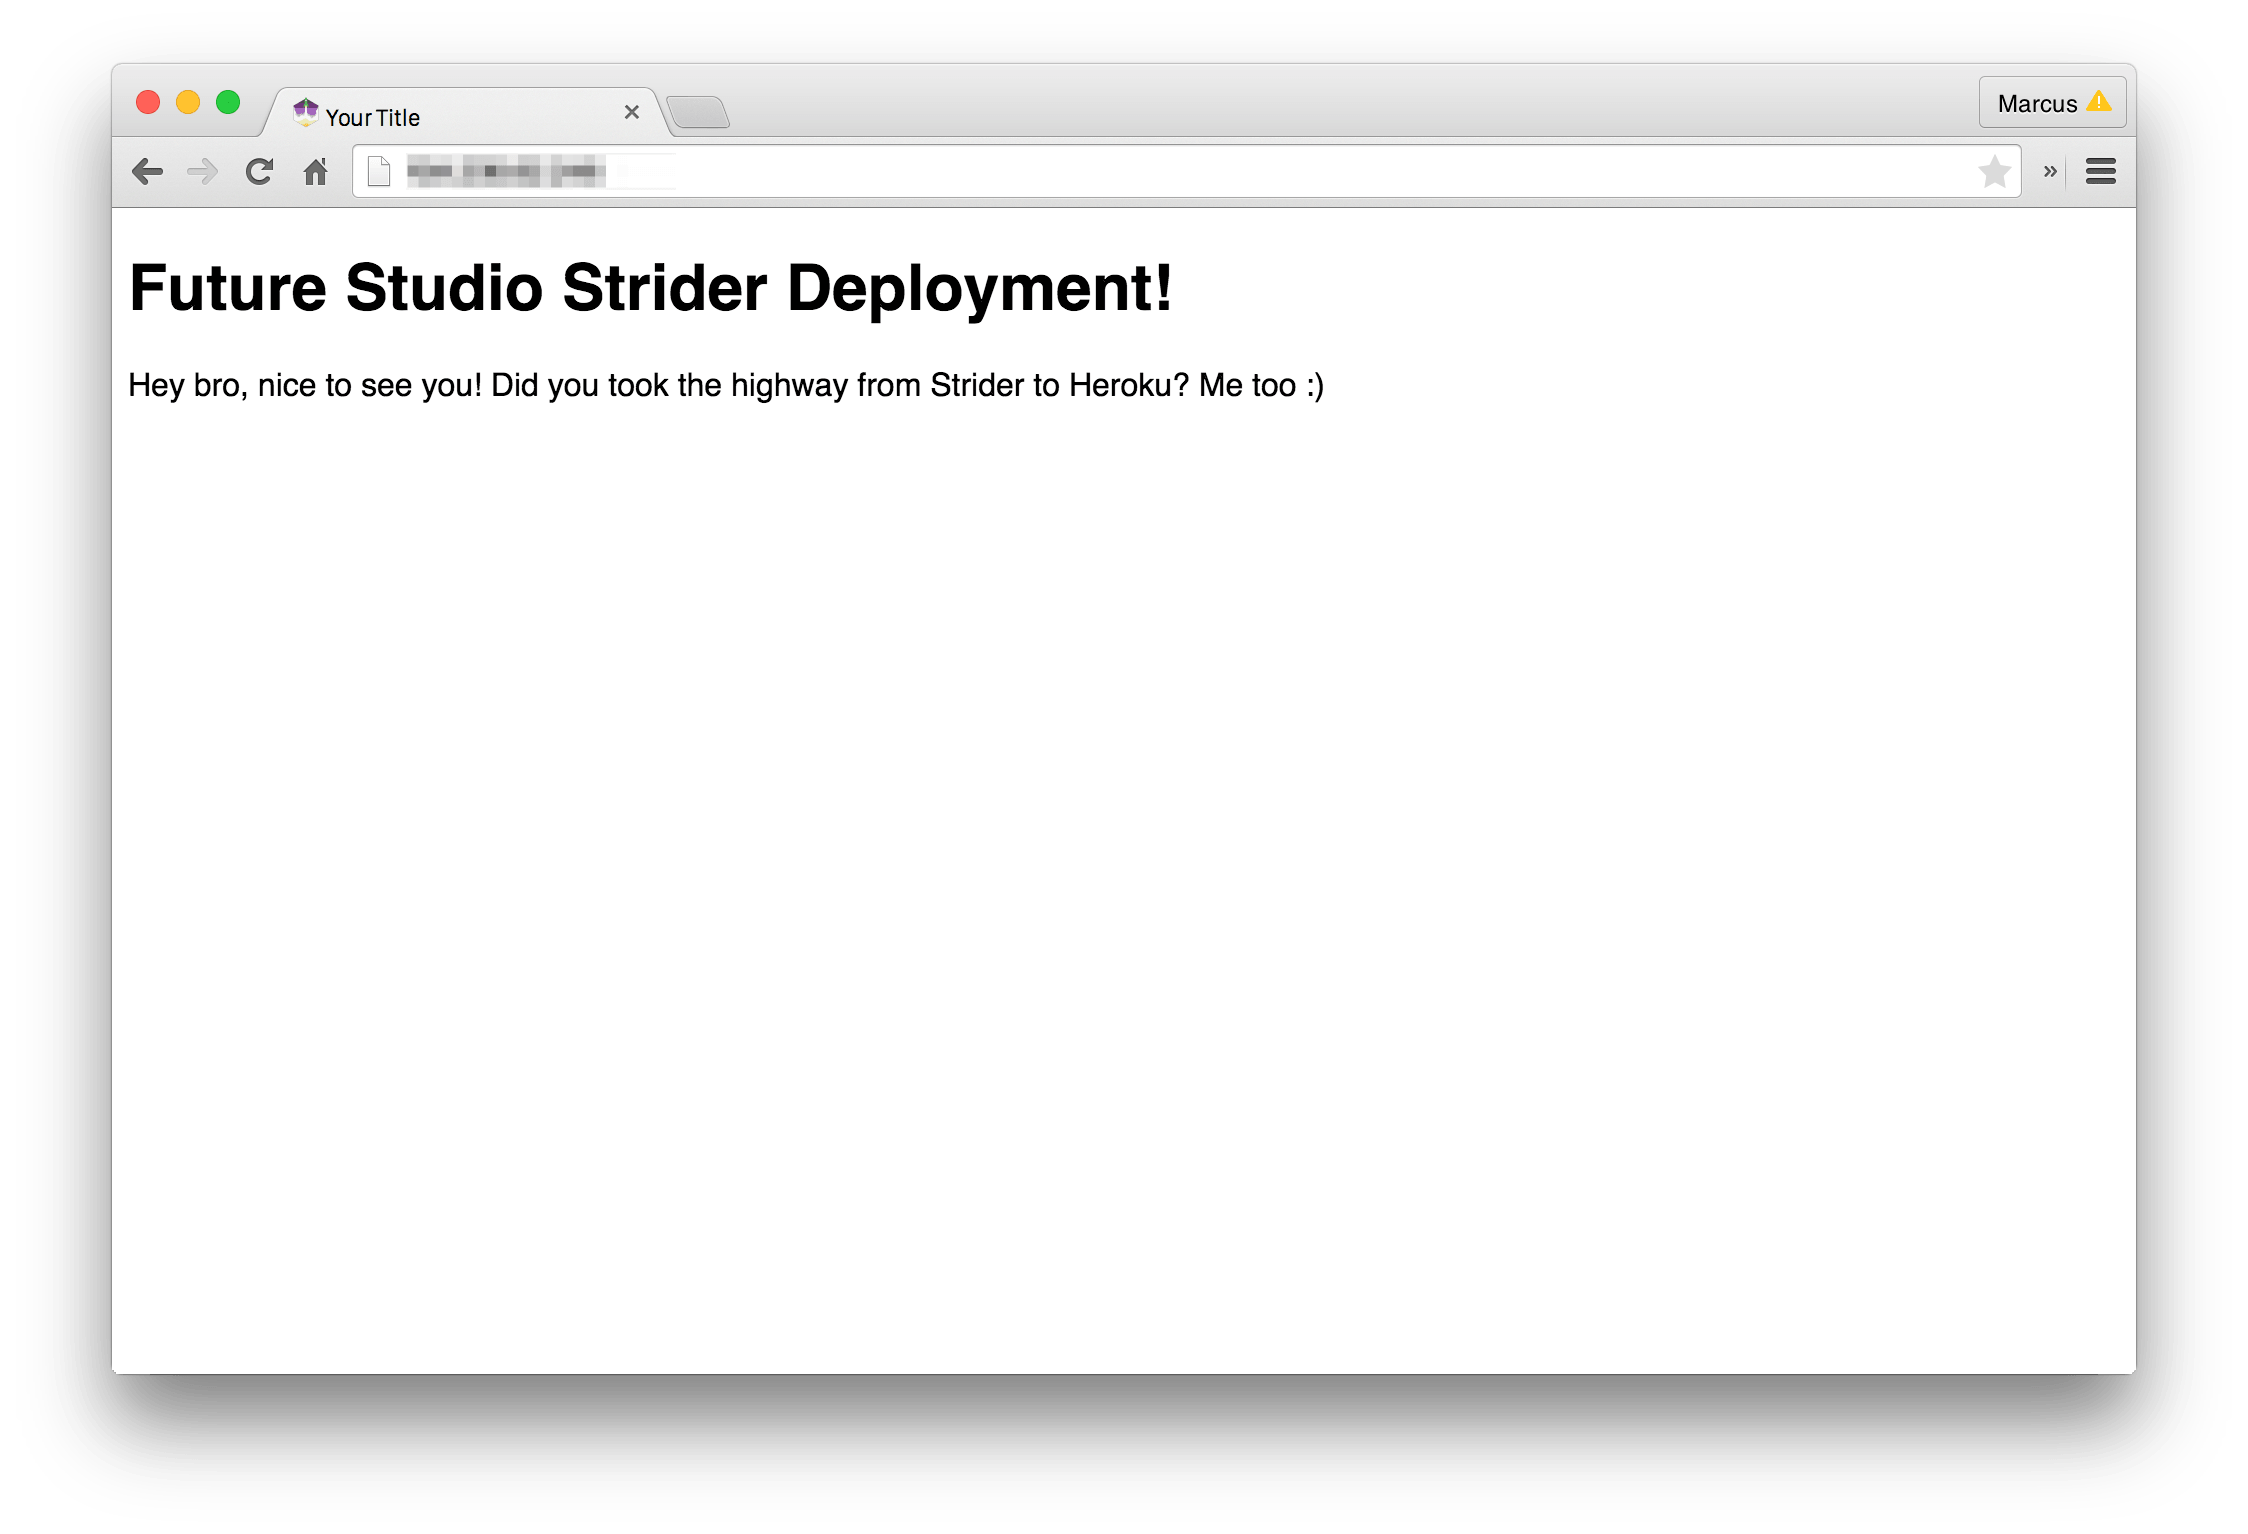 Your Title
Marcus
Future Studio Strider Deployment!
Hey bro, nice to see you! Did you took the highway from Strider to Heroku? Me too :)